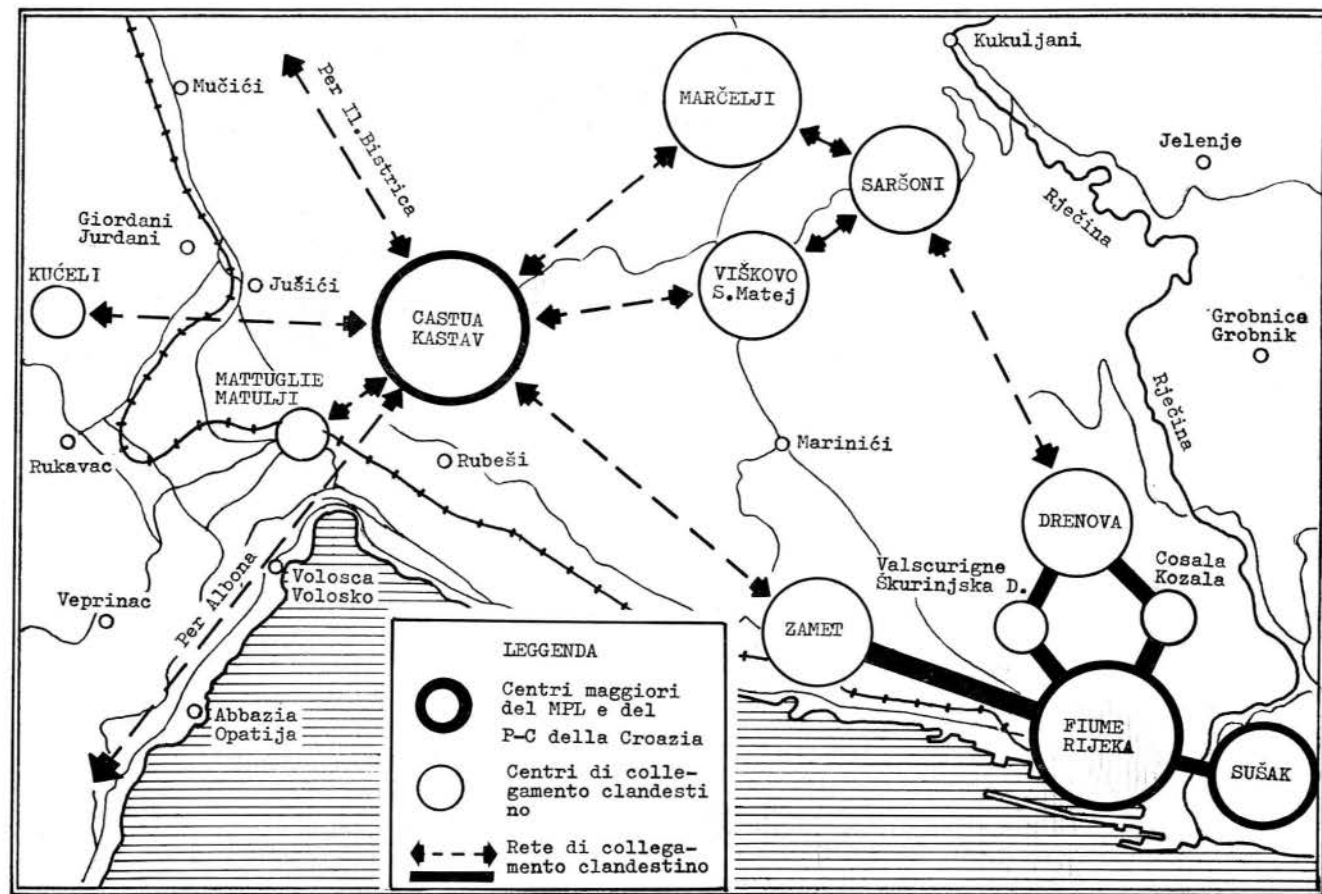 Kukuljani
Mučići
Per Il.Bistrica
MARČELJI
Jelenje
SARŠONI
Rječina
Giordani
Jurdani
KUĆELI
Jušići
VIŠKOVO
S.Matej
CASTUA
KASTAV
Grobnice
Grobnik
MATTUGLIE
MATULJI
Rječina
Rukavac
Rubeši
Marinići
DRENOVA
Valscurigne
Škurinjska D.
Cosala
Kozala
Volosca
Volosko
Veprinac
Per Albona
ZAMET
Abbazia
Opatija
FIUME
RIJEKA
SUŠAK
LEGGENDA
Centri maggiori
del MPL e del
P-C della Croazia
Centri di colle-
gamento clandesti
no
Rete di collega-
mento clandestino